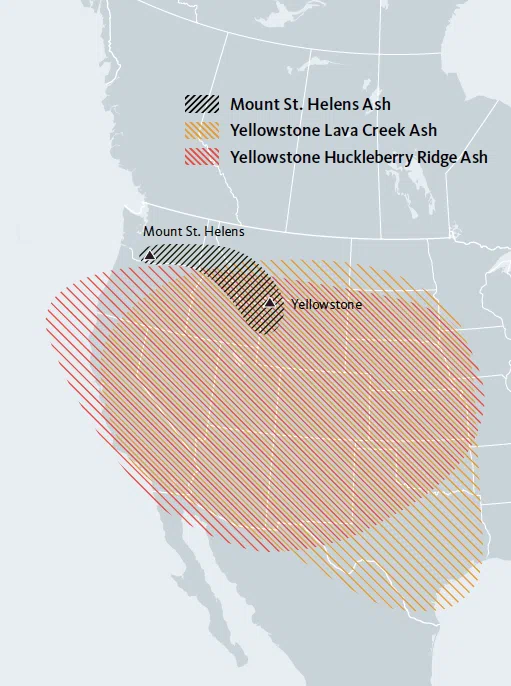 Mount St. Helens Ash
Yellowstone Lava Creek Ash
Yellowstone Huckleberry Ridge Ash
Mount St. Helens
Yellowstone